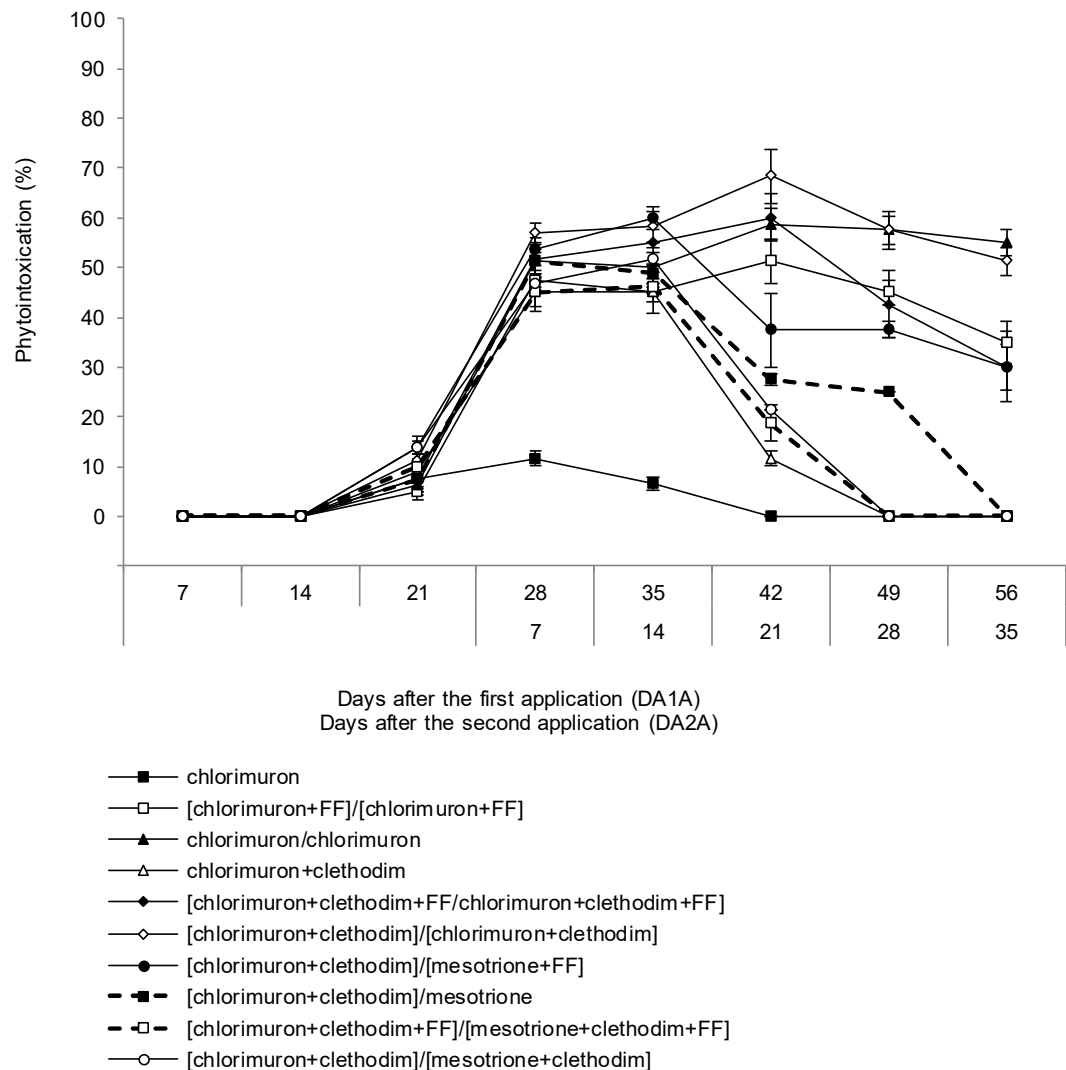 100
90
80
70
60
50
40
30
20
10
0
Phytointoxication (%)
7 14 21 28 35 42 49 56
7 14 21 28 35
Days after the first application (DA1A)
Days after the second application (DA2A)
chlorimuron
[chlorimuron+FF]/[chlorimuron+FF]
chlorimuron/chlorimuron
chlorimuron+clethodim
[chlorimuron+clethodim+FF/chlorimuron+clethodim+FF]
[chlorimuron+clethodim]/[chlorimuron+clethodim]
[chlorimuron+clethodim]/[mesotrione+FF]
[chlorimuron+clethodim]/mesotrione
[chlorimuron+clethodim+FF]/[mesotrione+clethodim+FF]
[chlorimuron+clethodim]/[mesotrione+clethodim]